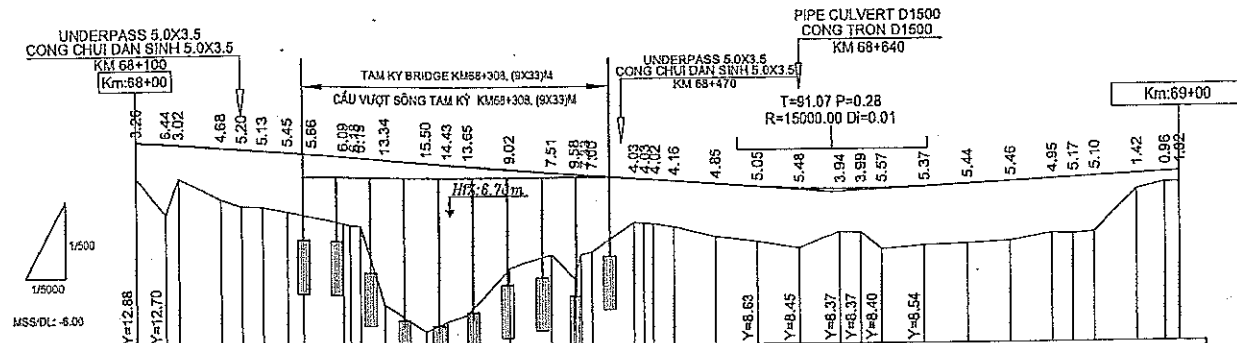 UNDERPASS 5.0X3.5
CONG CHUI DAN SINH 5.0X3.5
KM 68+100
Km:68+00
TAM KY BRIDGE KM68+308, (9X33)M
CẦU VƯỢT SÔNG TAM KỲ KM68+308, (9X33)M
UNDERPASS 5.0X3.5
CONG CHUI DAN SINH 5.0X3.5
KM 68+470
PIPE CULVERT D1500
CONG TRON D1500
KM 68+640
T=91.07 P=0.28
R=15000.00 Di=0.01
Km:69+00
3.26
6.44
3.02
4.68
5.20
5.13
5.45
5.66
6.09
6.19
13.34
15.50
14.43
13.65
9.02
7.51
9.58
7.00
4.03
4.03
4.02
4.16
4.85
5.05
5.48
3.94
3.99
5.57
5.37
5.44
5.46
4.95
5.17
5.10
1.42
0.96
1.02
1/500
1/5000
MSS/DL: -6.00
Y=12.88
Y=12.70
Y=8.63
Y=8.45
Y=8.37
Y=8.37
Y=8.40
Y=8.54